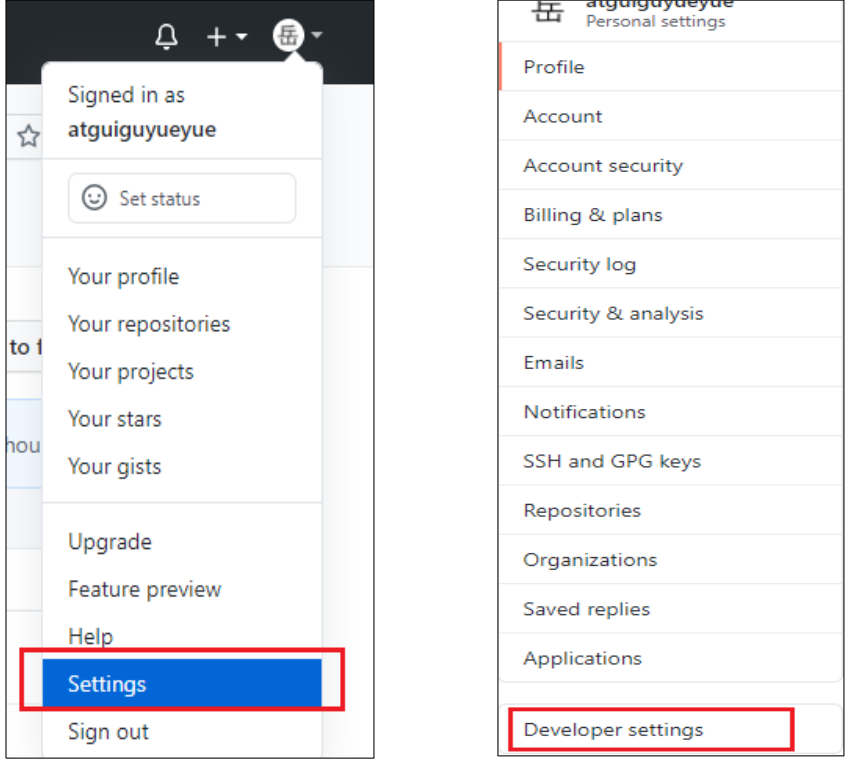 岳
Signed in as
atguiguyueyue
Set status
Your profile
Your repositories
to f
Your projects
Your stars
hou
Your gists
Upgrade
Feature preview
Help
Settings
Sign out
岳
atguiguyueyue
Personal settings
Profile
Account
Account security
Billing & plans
Security log
Security & analysis
Emails
Notifications
SSH and GPG keys
Repositories
Organizations
Saved replies
Applications
Developer settings